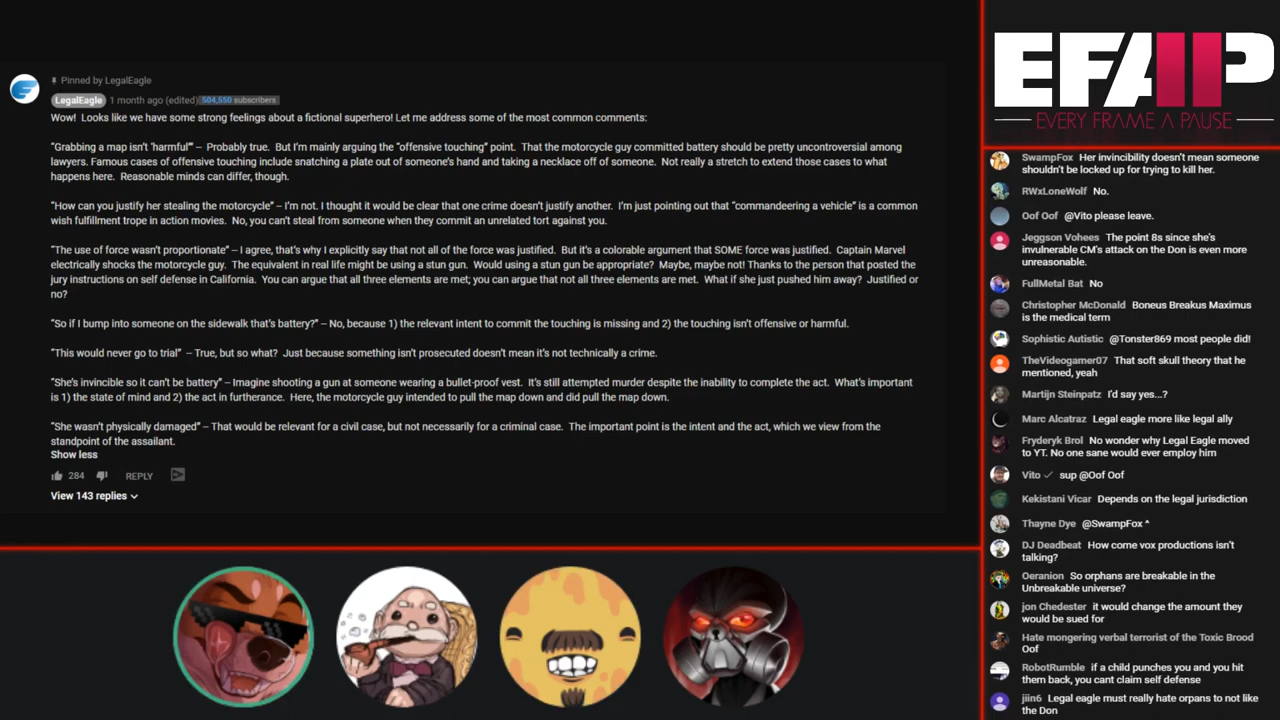 Pinned by LegalEagle
LegalEagle 1 month ago (edited) 504,550 subscribers
Wow! Looks like we have some strong feelings about a fictional superhero! Let me address some of the most common comments:
“Grabbing a map isn't ‘harmful’” – Probably true. But I'm mainly arguing the “offensive touching” point. That the motorcycle guy committed battery should be pretty uncontroversial among
lawyers. Famous cases of offensive touching include snatching a plate out of someone's hand and taking a necklace off of someone. Not really a stretch to extend those cases to what
happens here. Reasonable minds can differ, though.
“How can you justify her stealing the motorcycle” – I'm not. I thought it would be clear that one crime doesn't justify another. I'm just pointing out that “commandeering a vehicle” is a common
wish fulfillment trope in action movies. No, you can't steal from someone when they commit an unrelated tort against you.
“The use of force wasn't proportionate” – I agree, that's why I explicitly say that not all of the force was justified. But it's a colorable argument that SOME force was justified. Captain Marvel
electrically shocks the motorcycle guy. The equivalent in real life might be using a stun gun. Would using a stun gun be appropriate? Maybe, maybe not! Thanks to the person that posted the
jury instructions on self defense in California. You can argue that all three elements are met; you can argue that not all three elements are met. What if she just pushed him away? Justified or
no?
“So if I bump into someone on the sidewalk that's battery?” – No, because 1) the relevant intent to commit the touching is missing and 2) the touching isn't offensive or harmful.
“This would never go to trial” – True, but so what? Just because something isn't prosecuted doesn't mean it's not technically a crime.
“She's invincible so it can't be battery” – Imagine shooting a gun at someone wearing a bullet-proof vest. It's still attempted murder despite the inability to complete the act. What's important
is 1) the state of mind and 2) the act in furtherance. Here, the motorcycle guy intended to pull the map down and did pull the map down.
“She wasn't physically damaged” – That would be relevant for a civil case, but not necessarily for a criminal case. The important point is the intent and the act, which we view from the
standpoint of the assailant.
Show less
284 REPLY
View 143 replies
EFAP
EVERY FRAME A PAUSE
SwampFox Her invincibility doesn't mean someone
shouldn't be locked up for trying to kill her.
RWxLoneWolf No.
Oof Oof @Vito please leave.
Jeggson Vohees The point 8s since she's
invulnerable CM's attack on the Don is even more
unreasonable.
FullMetal Bat No
Christopher McDonald Boneus Breakus Maximus
is the medical term
Sophistic Autistic @Tonster869 most people did!
TheVideogamer07 That soft skull theory that he
mentioned, yeah
Martijn Steinpatz I'd say yes...?
Marc Alcatraz Legal eagle more like legal ally
Fryderyk Brol No wonder why Legal Eagle moved
to YT. No one sane would ever employ him
Vito ✓ sup @Oof Oof
Kekistani Vicar Depends on the legal jurisdiction
Thayne Dye @SwampFox ^
DJ Deadbeat How come vox productions isn't
talking?
Oeranion So orphans are breakable in the
Unbreakable universe?
jon Chedester it would change the amount they
would be sued for
Hate mongering verbal terrorist of the Toxic Brood
Oof
RobotRumble if a child punches you and you hit
them back, you cant claim self defense
jiin6 Legal eagle must really hate orpans to not like
the Don